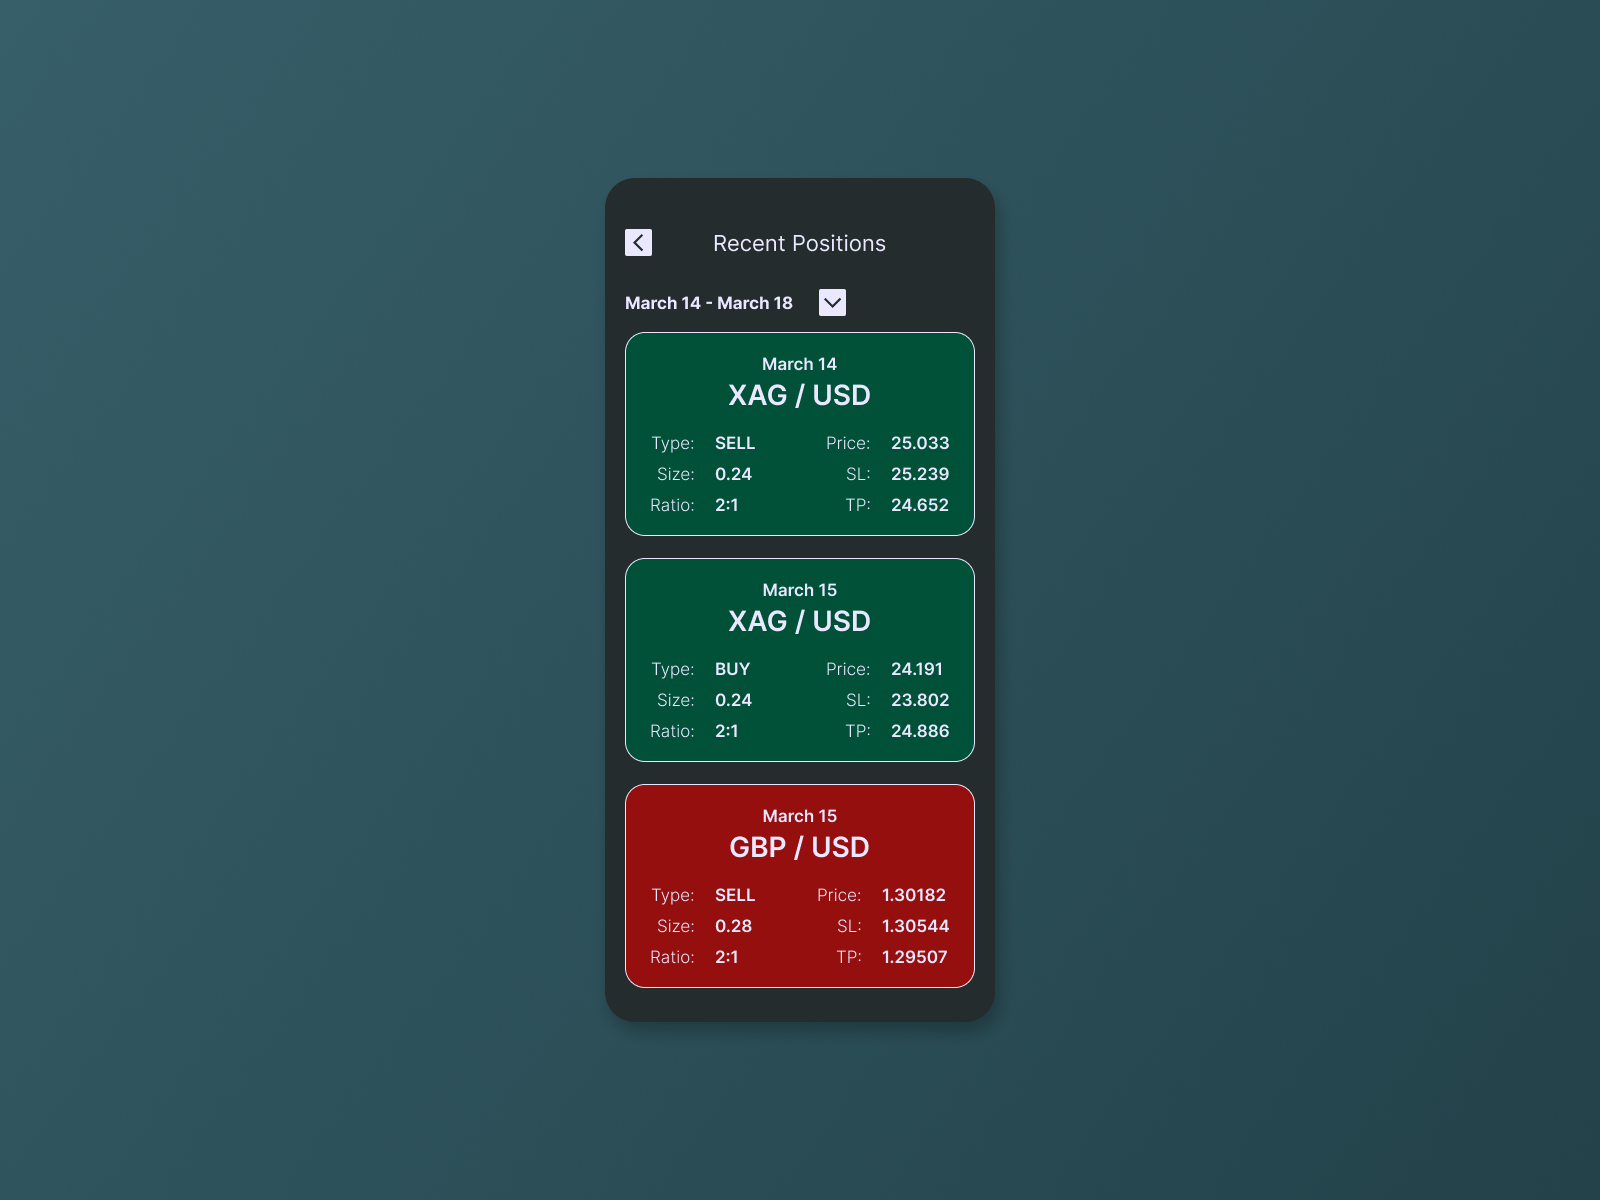 Recent Positions
March 14 - March 18
March 14
XAG / USD
Type: SELL Price: 25.033
Size: 0.24 SL: 25.239
Ratio: 2:1 TP: 24.652
March 15
XAG / USD
Type: BUY Price: 24.191
Size: 0.24 SL: 23.802
Ratio: 2:1 TP: 24.886
March 15
GBP / USD
Type: SELL Price: 1.30182
Size: 0.28 SL: 1.30544
Ratio: 2:1 TP: 1.29507